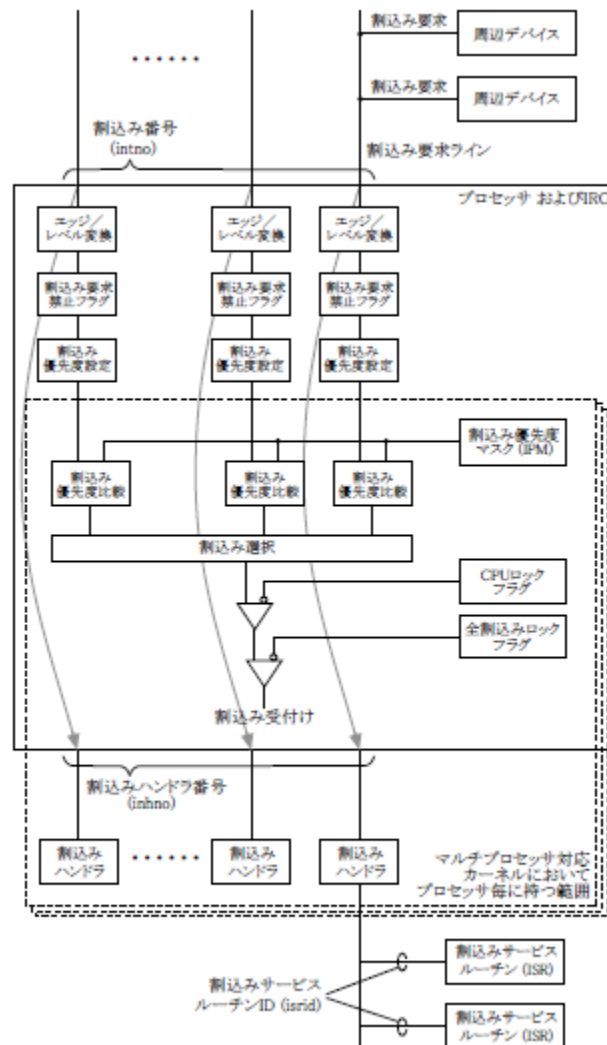 割込み要求
周辺デバイス
‥‥‥
割込み要求
周辺デバイス
割込み番号
(intno)
割込み要求ライン
プロセッサ およびIRC
エッジ/
レベル変換
エッジ/
レベル変換
エッジ/
レベル変換
割込み要求
禁止フラグ
割込み要求
禁止フラグ
割込み要求
禁止フラグ
割込み
優先度設定
割込み
優先度設定
割込み
優先度設定
割込み優先度
マスク (IPM)
割込み
優先度比較
割込み
優先度比較
割込み
優先度比較
割込み選択
CPUロック
フラグ
全割込みロック
フラグ
割込み受付け
割込みハンドラ番号
(inhno)
割込み
ハンドラ
‥‥‥
割込み
ハンドラ
割込み
ハンドラ
マルチプロセッサ対応
カーネルにおいて
プロセッサ毎に持つ範囲
割込みサービス
ルーチン (ISR)
割込みサービス
ルーチンID (isrid)
割込みサービス
ルーチン (ISR)